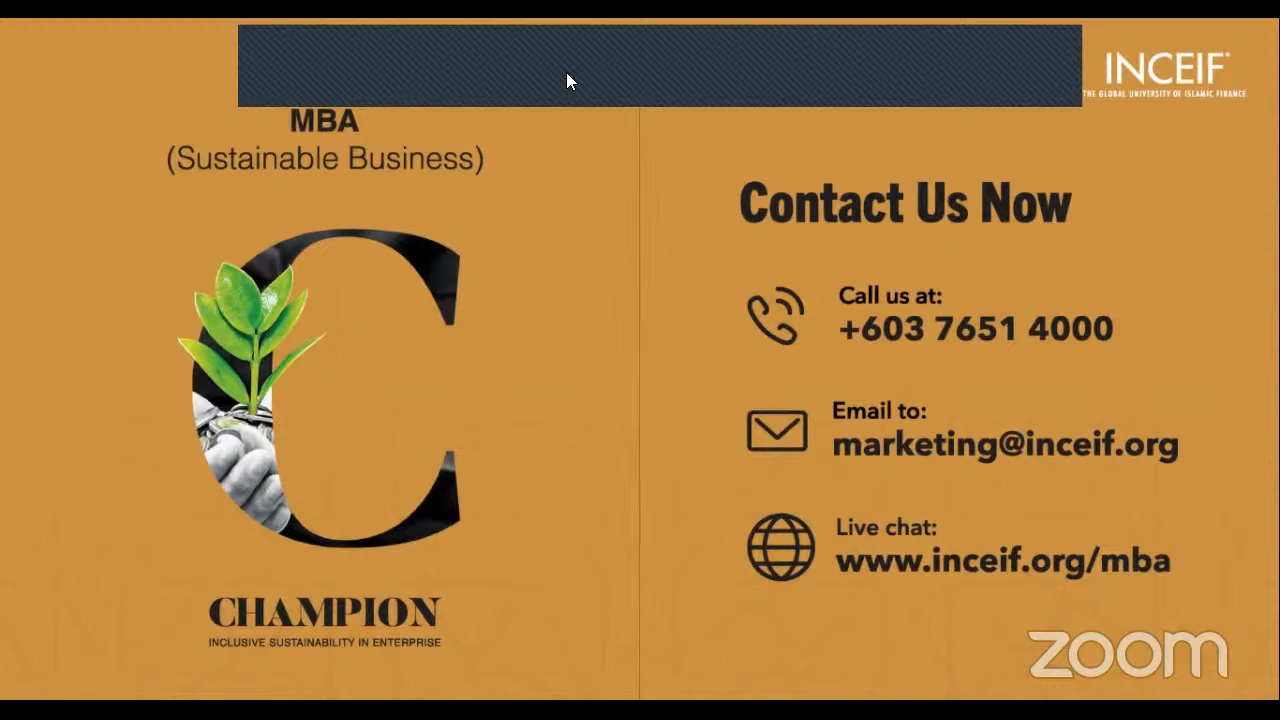 INCEIF
THE GLOBAL UNIVERSITY OF ISLAMIC FINANCE
MBA
(Sustainable Business)
C
CHAMPION
INCLUSIVE SUSTAINABILITY IN ENTERPRISE
Contact Us Now
Call us at:
+603 7651 4000
Email to:
marketing@inceif.org
Live chat:
www.inceif.org/mba
zoom